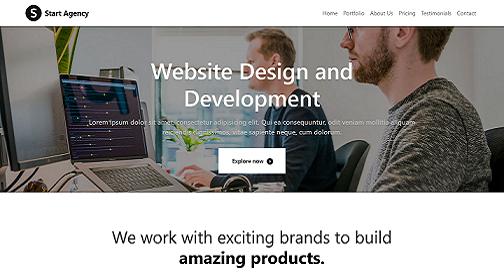 S Start Agency
Home Portfolio About Us Pricing Testimonials Contact
Website Design and
Development
Lorem ipsum dolor sit amet, consectetur adipisicing elit. Qui ea consequuntur, odit veniam mollitia aliquam
reiciendis dignissimos, vitae sapiente neque, cum dolorum.
Explore now
We work with exciting brands to build
amazing products.